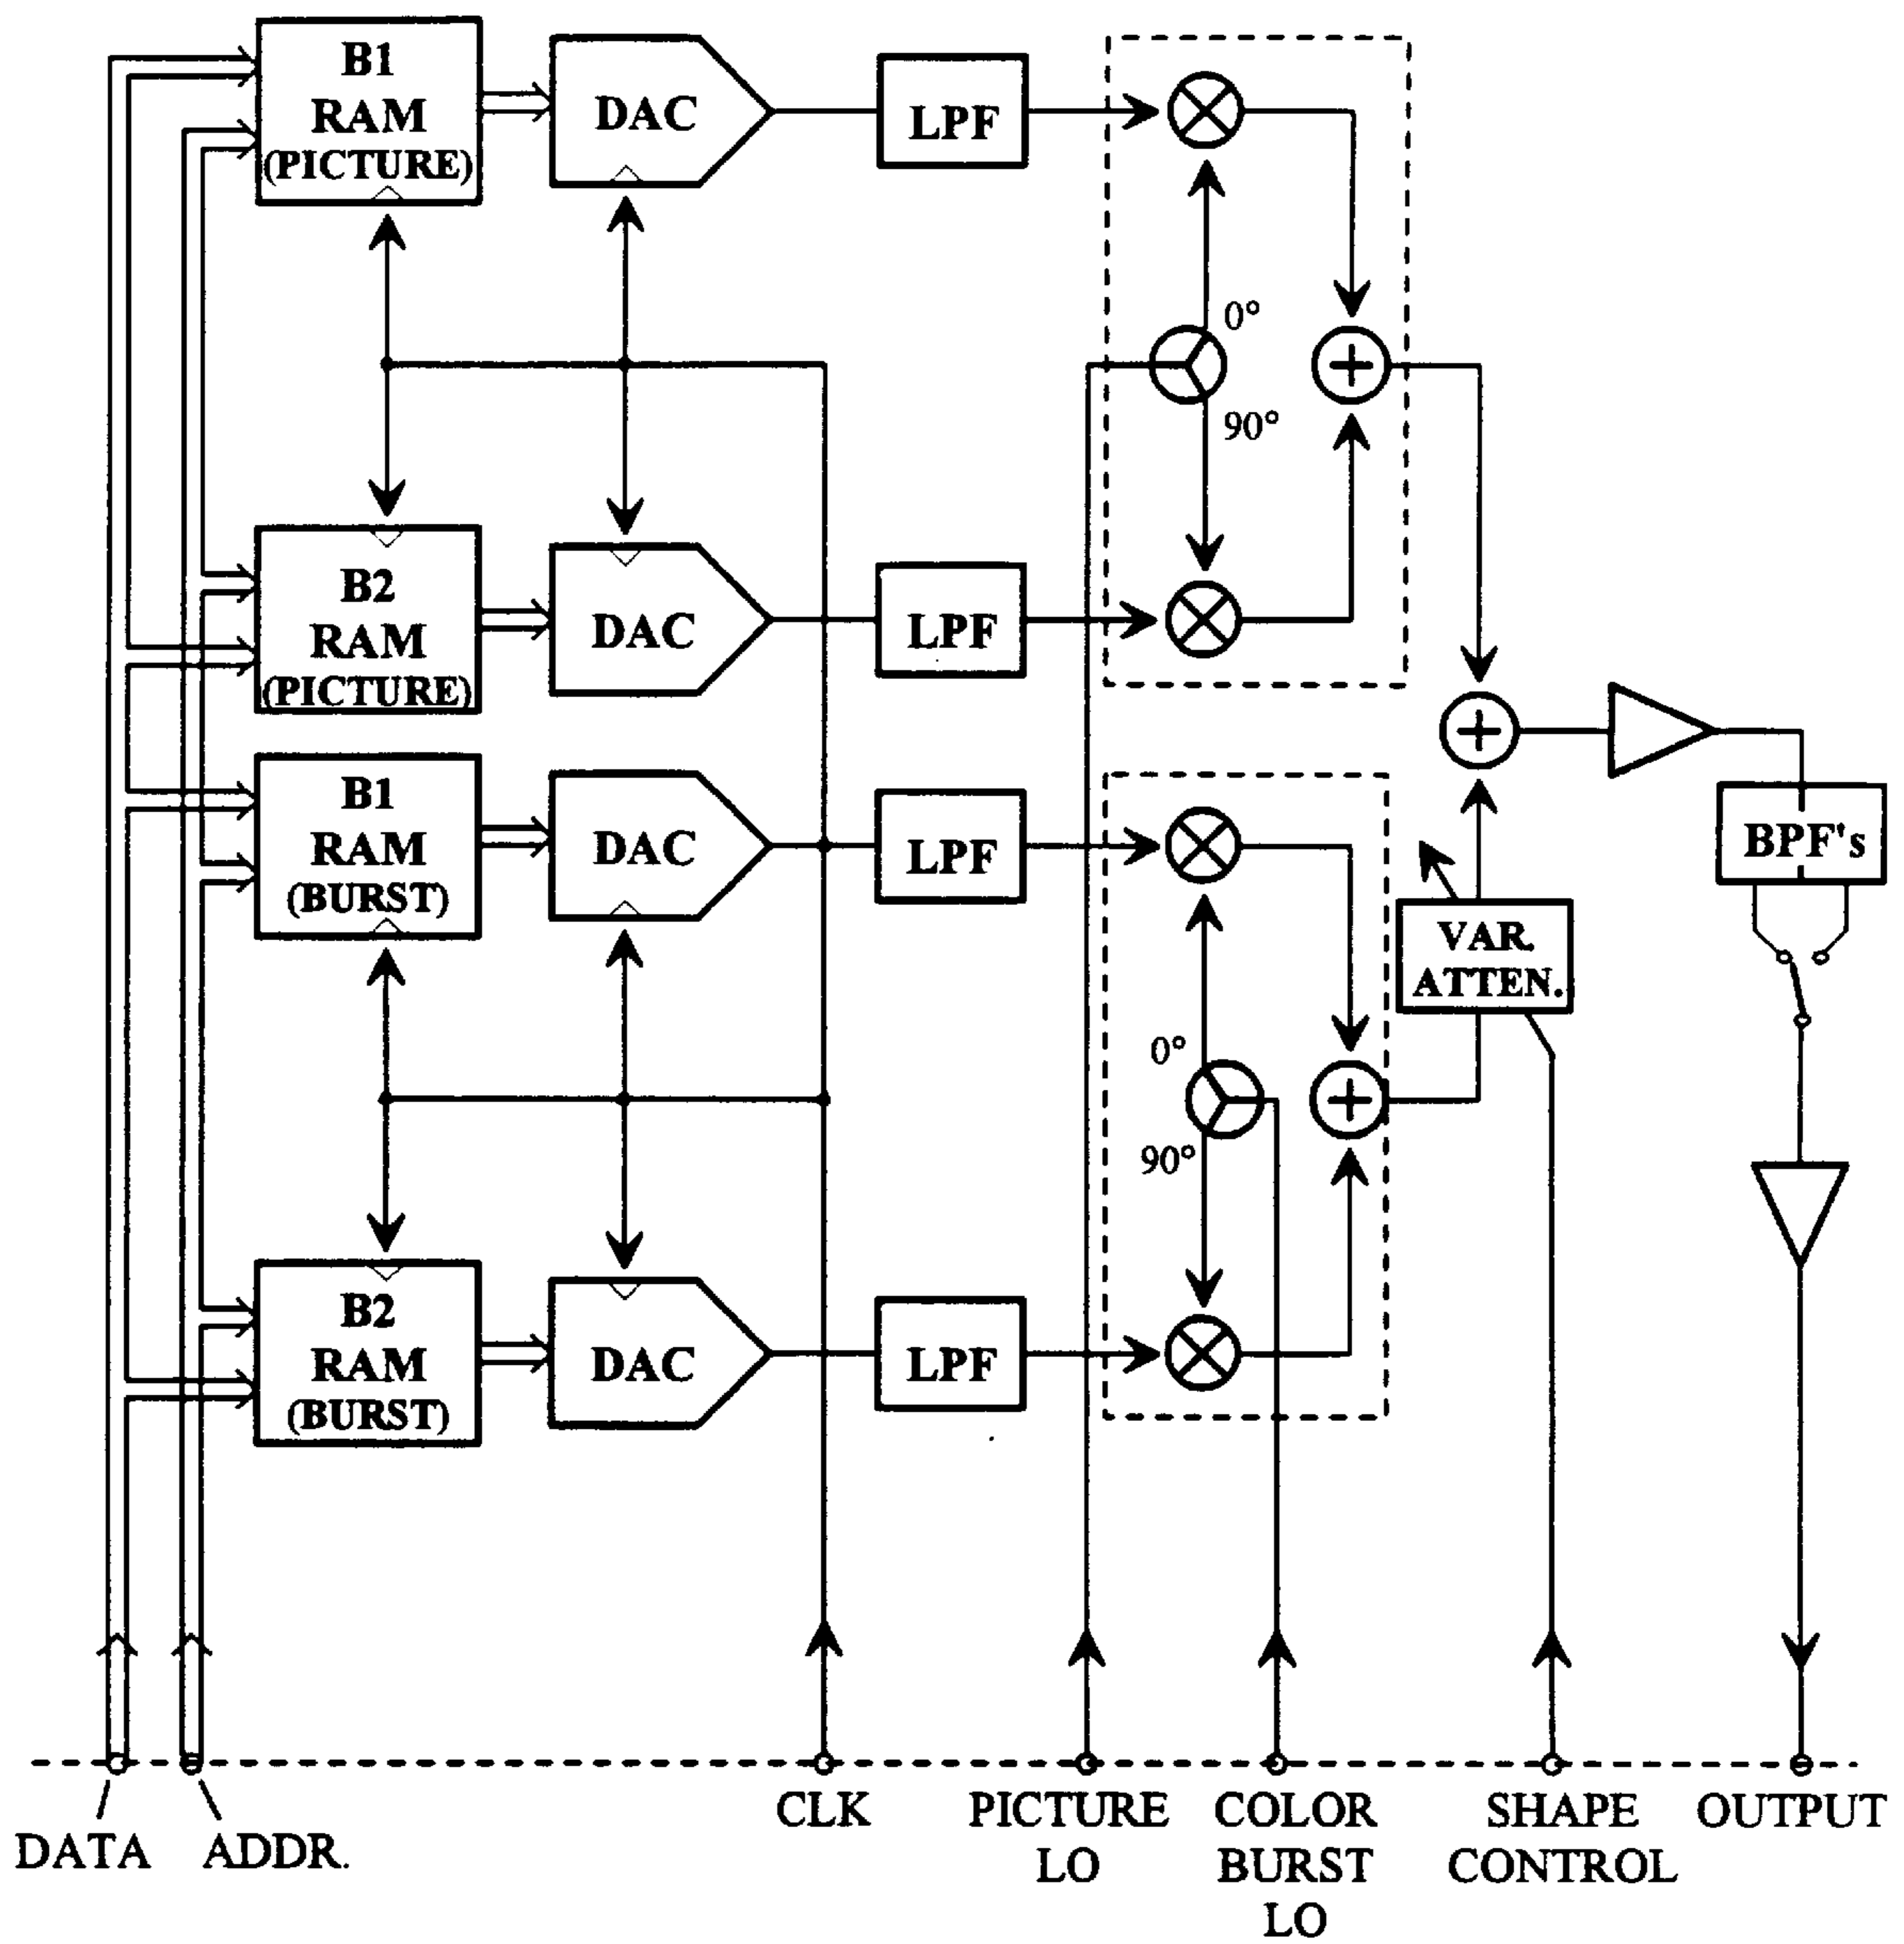 B1
RAM
(PICTURE)
DAC
LPF
0°
90°
B2
RAM
(PICTURE)
DAC
LPF
B1
RAM
(BURST)
DAC
LPF
BPF's
VAR.
ATTEN.
0°
90°
B2
RAM
(BURST)
DAC
LPF
DATA
ADDR.
CLK
PICTURE
LO
COLOR
BURST
LO
SHAPE
CONTROL
OUTPUT